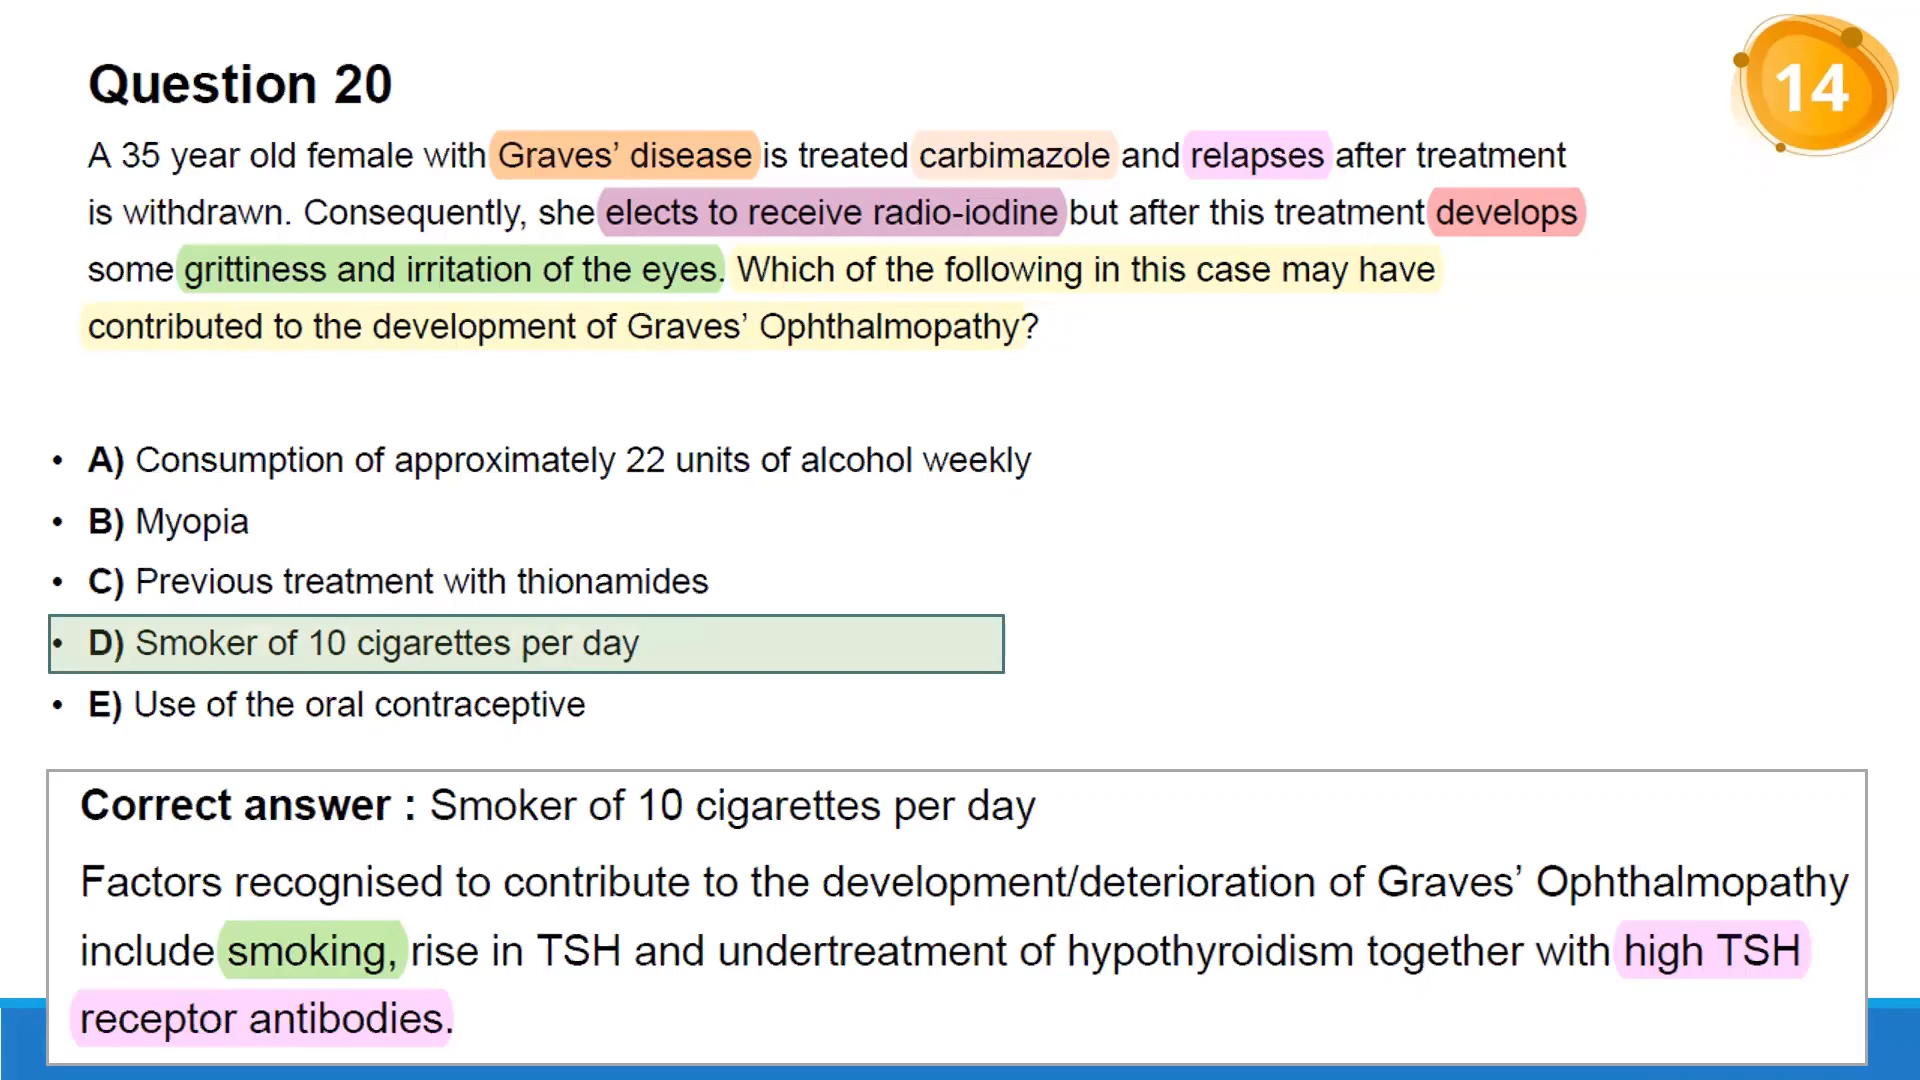 Question 20
14
A 35 year old female with Graves’ disease is treated carbimazole and relapses after treatment
is withdrawn. Consequently, she elects to receive radio-iodine but after this treatment develops
some grittiness and irritation of the eyes. Which of the following in this case may have
contributed to the development of Graves’ Ophthalmopathy?
• A) Consumption of approximately 22 units of alcohol weekly
• B) Myopia
• C) Previous treatment with thionamides
• D) Smoker of 10 cigarettes per day
• E) Use of the oral contraceptive
Correct answer : Smoker of 10 cigarettes per day
Factors recognised to contribute to the development/deterioration of Graves’ Ophthalmopathy
include smoking, rise in TSH and undertreatment of hypothyroidism together with high TSH
receptor antibodies.